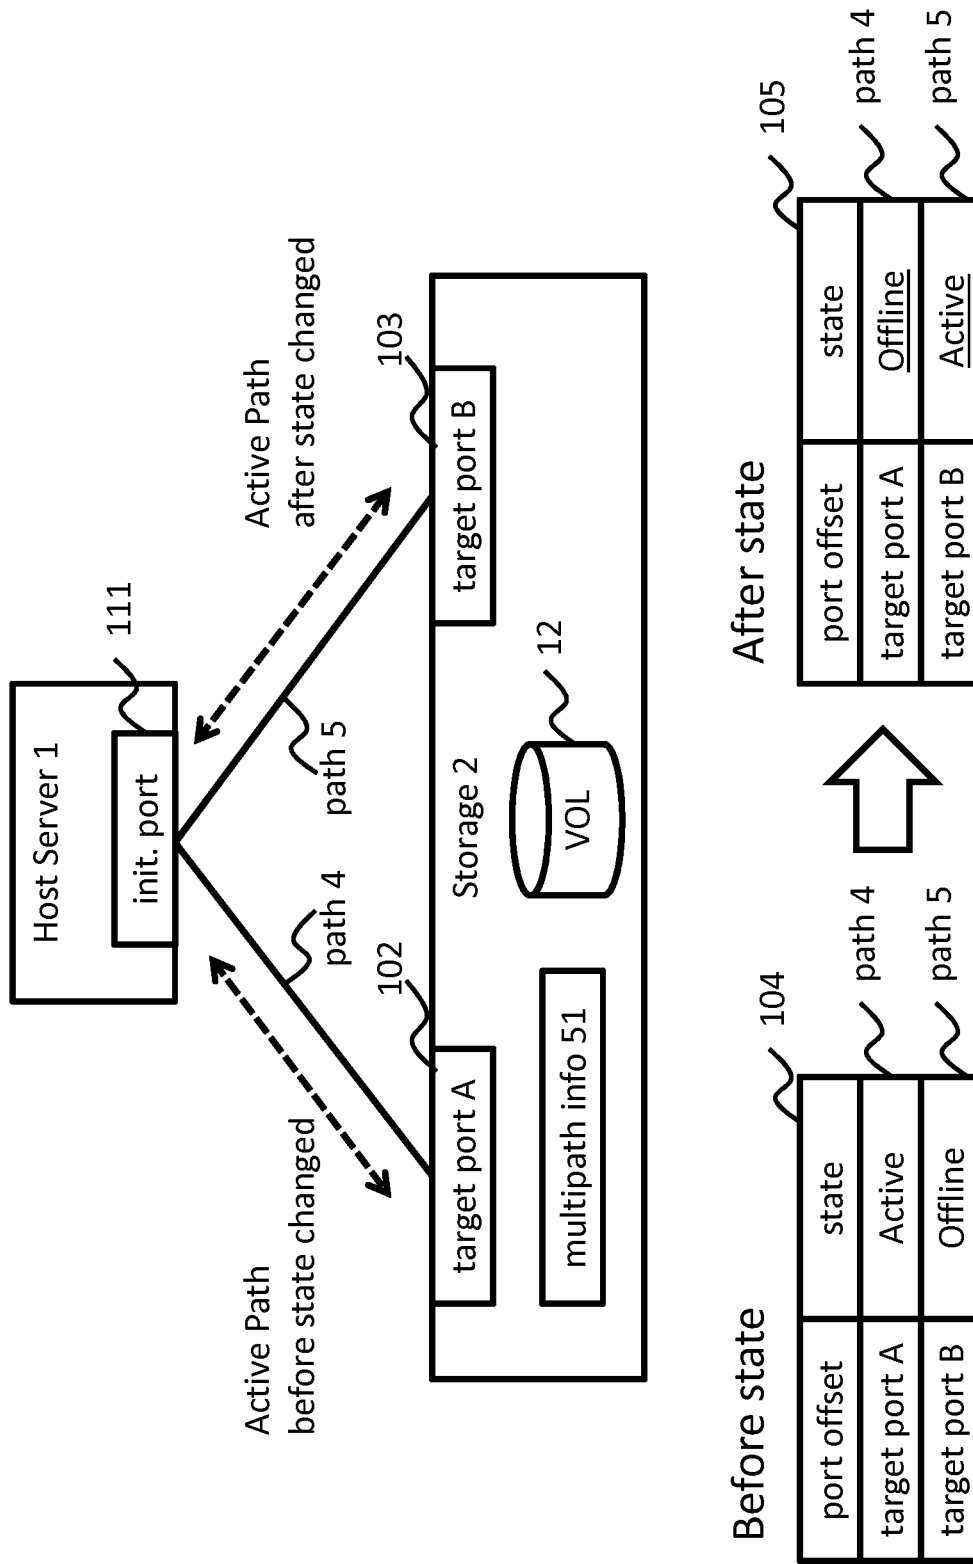 Host Server 1
init. port
111
Active Path
before state changed
Active Path
after state changed
path 4
path 5
102
103
target port A
target port B
Storage 2
multipath info 51
VOL
12
Before state
104
port offset
state
target port A
Active
path 4
target port B
Offline
path 5
After state
105
port offset
state
target port A
Offline
path 4
target port B
Active
path 5